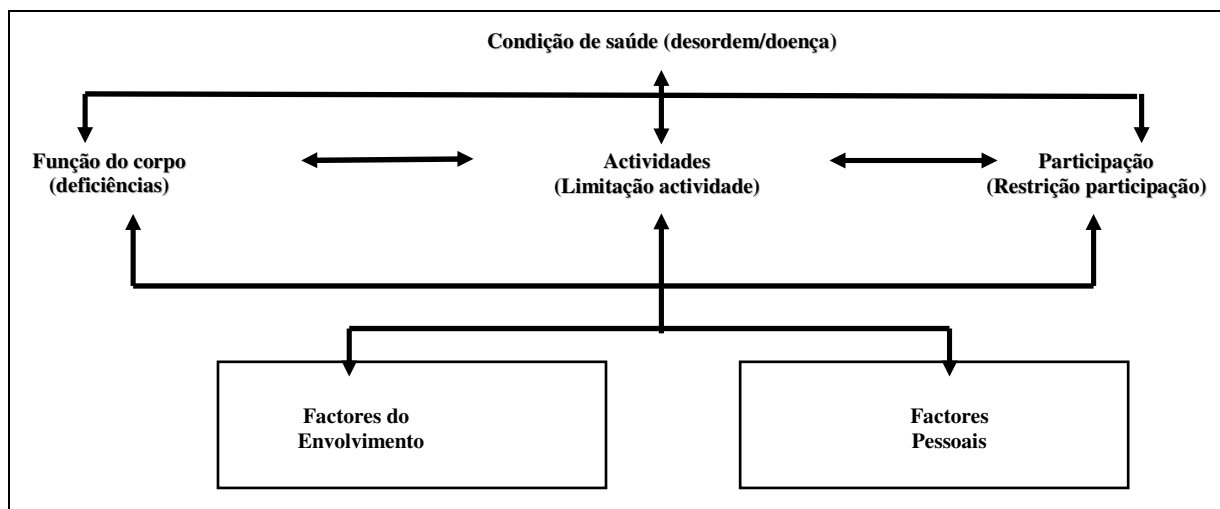 Condição de saúde (desordem/doença)
Função do corpo
(deficiências)
Actividades
(Limitação actividade)
Participação
(Restrição participação)
Factores do
Envolvimento
Factores
Pessoais